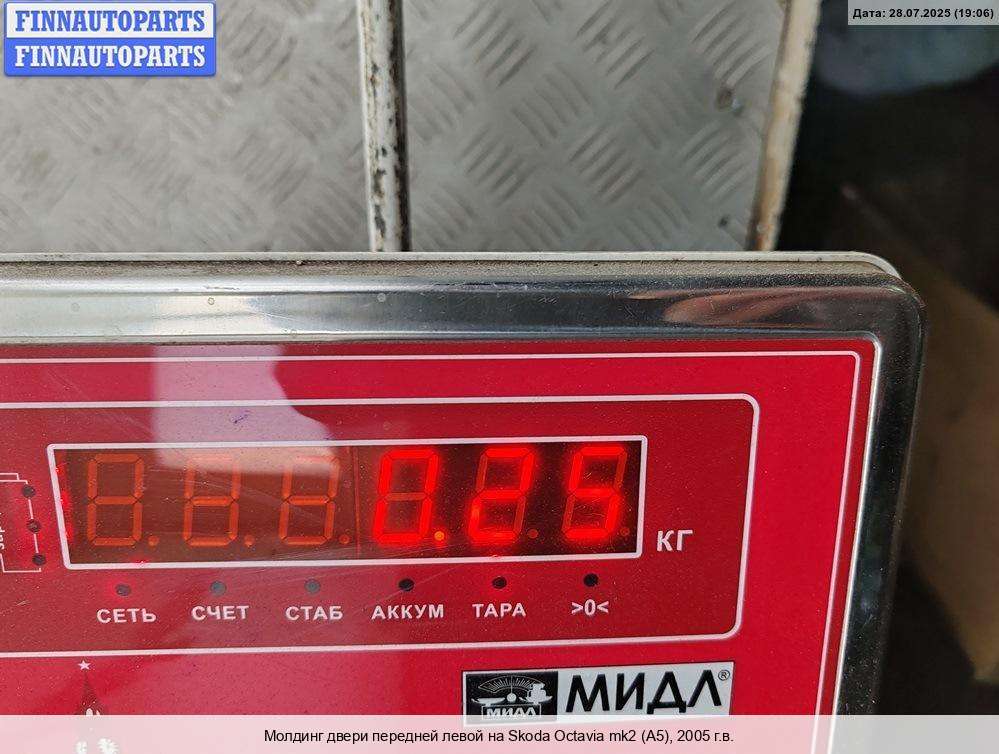 FINNAUTOPARTS
FINNAUTOPARTS
Дата: 28.07.2025 (19:06)
0.25
КГ
СЕТЬ СЧЕТ СТАБ АККУМ ТАРА >0<
МИДЛ МИДЛ®
Молдинг двери передней левой на Skoda Octavia mk2 (A5), 2005 г.в.